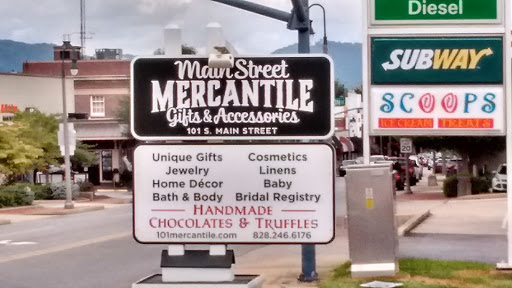 Main Street
MERCANTILE
Gifts & Accessories
101 S. MAIN STREET
Unique Gifts
Jewelry
Home Décor
Bath & Body
Cosmetics
Linens
Baby
Bridal Registry
HANDMADE
CHOCOLATES & TRUFFLES
101mercantile.com 828.246.6176
Diesel
SUBWAY
SCOOPS
ICE CREAM TREATS